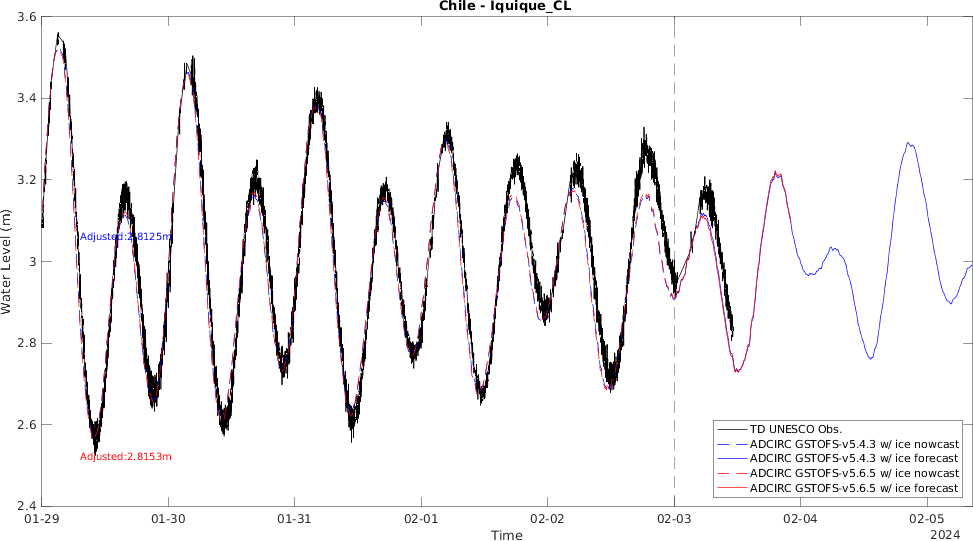 Chile - Iquique_CL
3.6
3.4
3.2
3
2.8
2.6
2.4
Water Level (m)
Adjusted:2.8125m
Adjusted:2.8153m
TD UNESCO Obs.
ADCIRC GSTOFS-v5.4.3 w/ ice nowcast
ADCIRC GSTOFS-v5.4.3 w/ ice forecast
ADCIRC GSTOFS-v5.6.5 w/ ice nowcast
ADCIRC GSTOFS-v5.6.5 w/ ice forecast
01-29 01-30 01-31 02-01 02-02 02-03 02-04 02-05
Time
2024